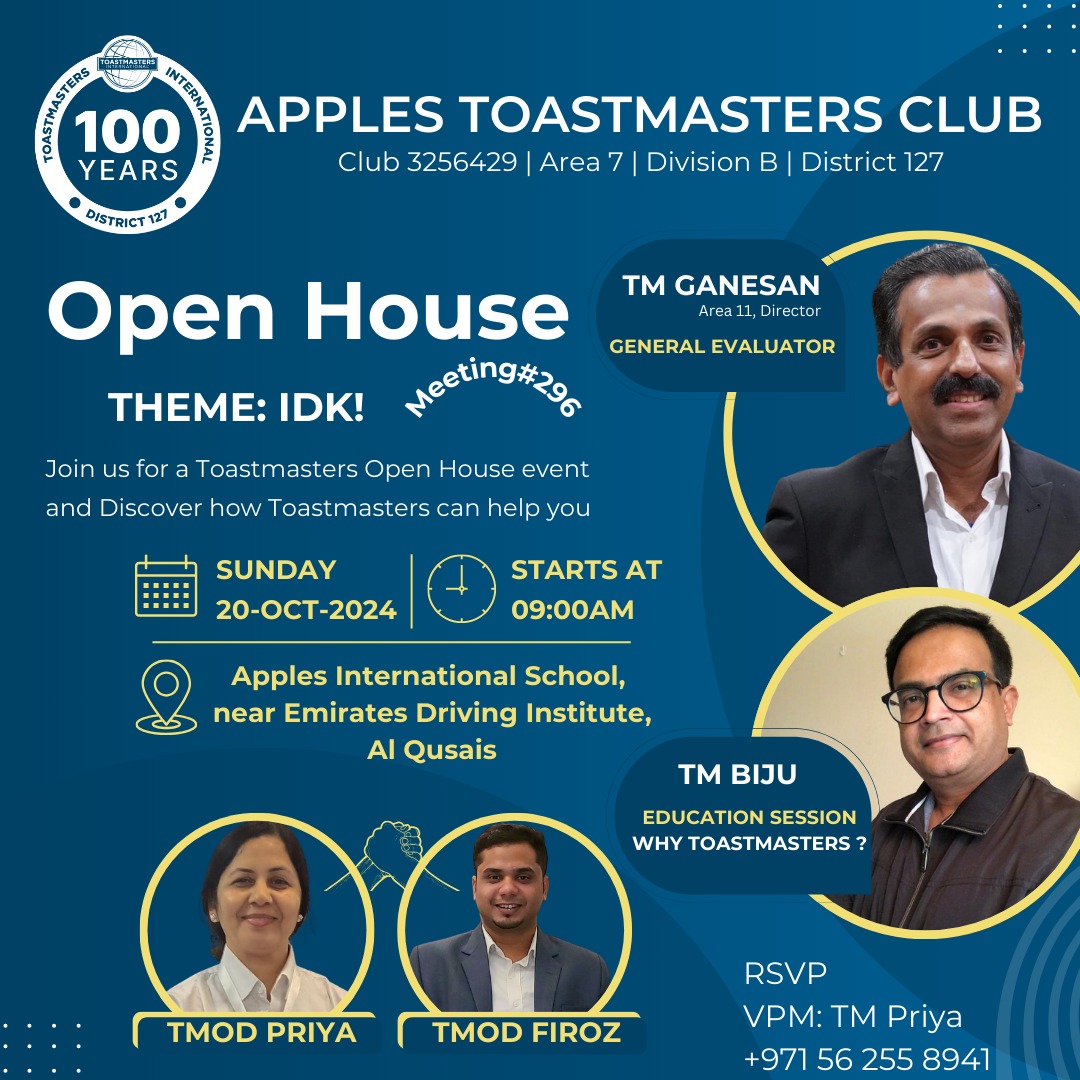 TOASTMASTERS INTERNATIONAL
TOASTMASTERS
INTERNATIONAL
100
YEARS
DISTRICT 127
APPLES TOASTMASTERS CLUB
Club 3256429 | Area 7 | Division B | District 127
Open House
Meeting#296
THEME: IDK!
Join us for a Toastmasters Open House event
and Discover how Toastmasters can help you
SUNDAY
20-OCT-2024
STARTS AT
09:00AM
Apples International School,
near Emirates Driving Institute,
Al Qusais
TM GANESAN
Area 11, Director
GENERAL EVALUATOR
TM BIJU
EDUCATION SESSION
WHY TOASTMASTERS ?
TMOD PRIYA
TMOD FIROZ
RSVP
VPM: TM Priya
+971 56 255 8941